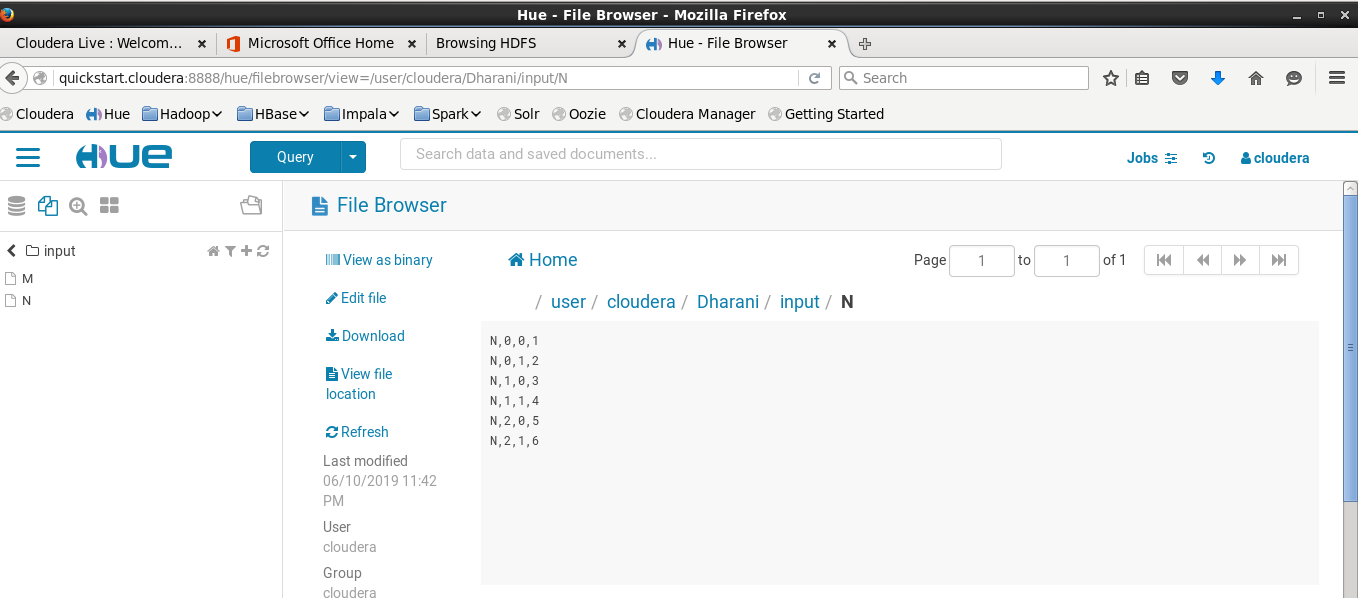 Hue - File Browser - Mozilla Firefox
Cloudera Live : Welcom... Microsoft Office Home Browsing HDFS Hue - File Browser
quickstart.cloudera:8888/hue/filebrowser/view=/user/cloudera/Dharani/input/N Search
Cloudera Hue Hadoop HBase Impala Spark Solr Oozie Cloudera Manager Getting Started
HUE Query Search data and saved documents... Jobs cloudera
File Browser
input
M
N
View as binary
Edit file
Download
View file
location
Refresh
Last modified
06/10/2019 11:42
PM
User
cloudera
Group
cloudera
Home Page 1 to 1 of 1
/ user / cloudera / Dharani / input / N
N,0,0,1
N,0,1,2
N,1,0,3
N,1,1,4
N,2,0,5
N,2,1,6